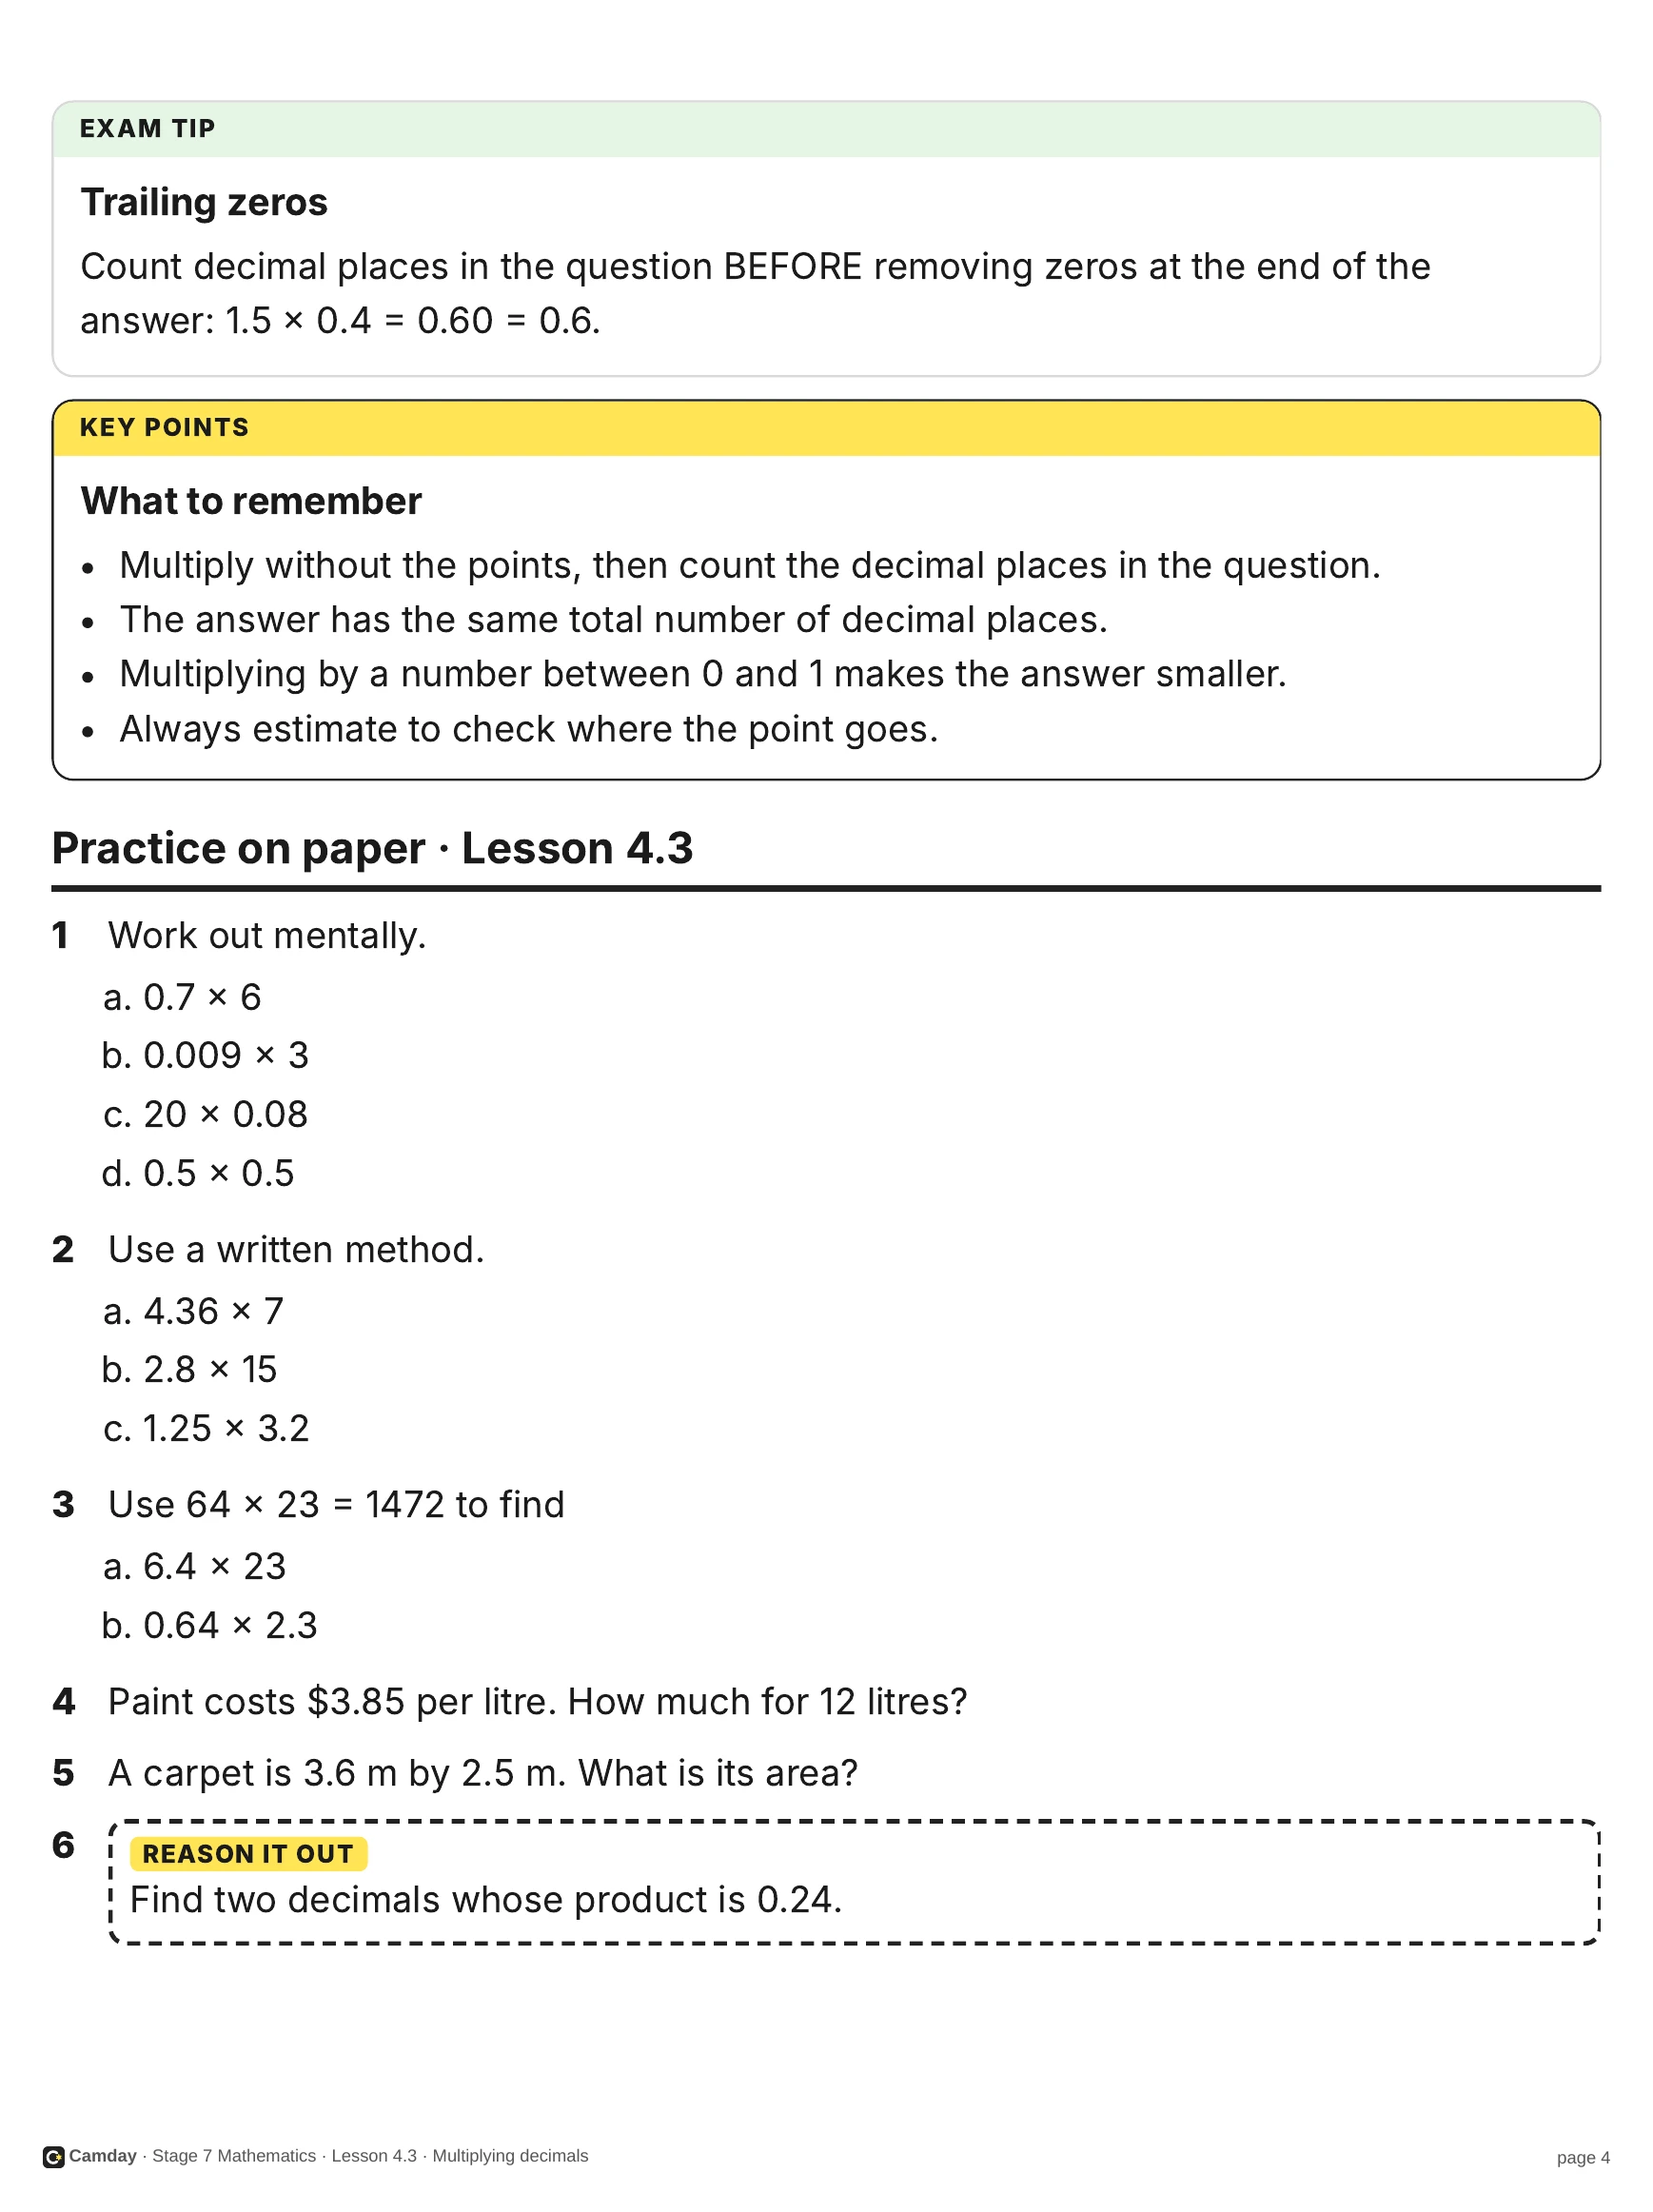 EXAM TIP
Trailing zeros
Count decimal places in the question BEFORE removing zeros at the end of the
answer: 1.5 × 0.4 = 0.60 = 0.6.
KEY POINTS
What to remember
• Multiply without the points, then count the decimal places in the question.
• The answer has the same total number of decimal places.
• Multiplying by a number between 0 and 1 makes the answer smaller.
• Always estimate to check where the point goes.
Practice on paper · Lesson 4.3
1 Work out mentally.
a. 0.7 × 6
b. 0.009 × 3
c. 20 × 0.08
d. 0.5 × 0.5
2 Use a written method.
a. 4.36 × 7
b. 2.8 × 15
c. 1.25 × 3.2
3 Use 64 × 23 = 1472 to find
a. 6.4 × 23
b. 0.64 × 2.3
4 Paint costs $3.85 per litre. How much for 12 litres?
5 A carpet is 3.6 m by 2.5 m. What is its area?
6 REASON IT OUT
Find two decimals whose product is 0.24.
Camday · Stage 7 Mathematics · Lesson 4.3 · Multiplying decimals page 4